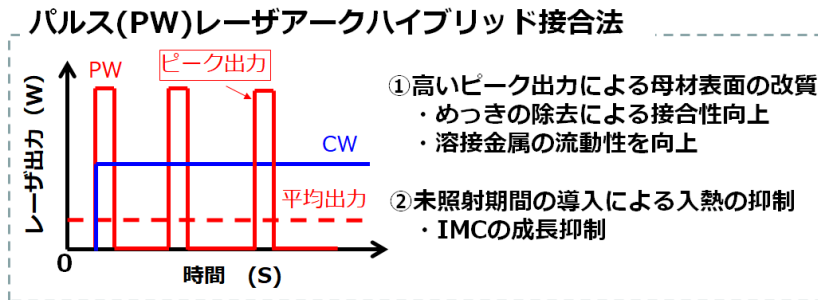 パルス(PW)レーザアークハイブリッド接合法
レーザ出力 (W)
PW
ピーク出力
CW
平均出力
0
時間 (S)
①高いピーク出力による母材表面の改質
・めっきの除去による接合性向上
・溶接金属の流動性を向上
②未照射期間の導入による入熱の抑制
・IMCの成長抑制